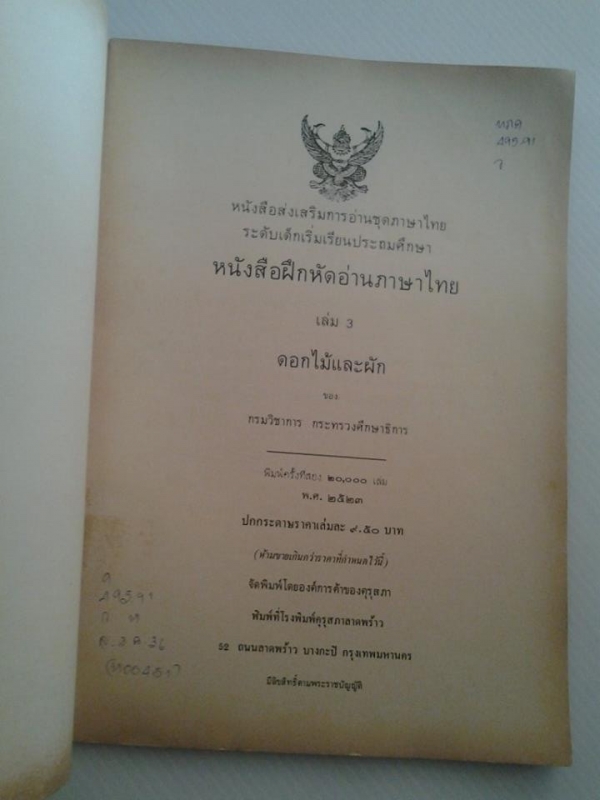 หนังสือส่งเสริมการอ่านชุดภาษาไทย
ระดับเด็กเริ่มเรียนประถมศึกษา
หนังสือฝึกหัดอ่านภาษาไทย
เล่ม 3
ดอกไม้และผัก
ของ
กรมวิชาการ กระทรวงศึกษาธิการ
พิมพ์ครั้งที่สอง ๒๐,๐๐๐ เล่ม
พ.ศ. ๒๕๒๓
ปกกระดาษราคาเล่มละ ๙.๕๐ บาท
(ห้ามขายเกินกว่าราคาที่กำหนดไว้นี้)
จัดพิมพ์โดยองค์การค้าของคุรุสภา
พิมพ์ที่โรงพิมพ์คุรุสภาลาดพร้าว
52 ถนนลาดพร้าว บางกะปิ กรุงเทพมหานคร
มีลิขสิทธิ์ตามพระราชบัญญัติ
495.91
495.91